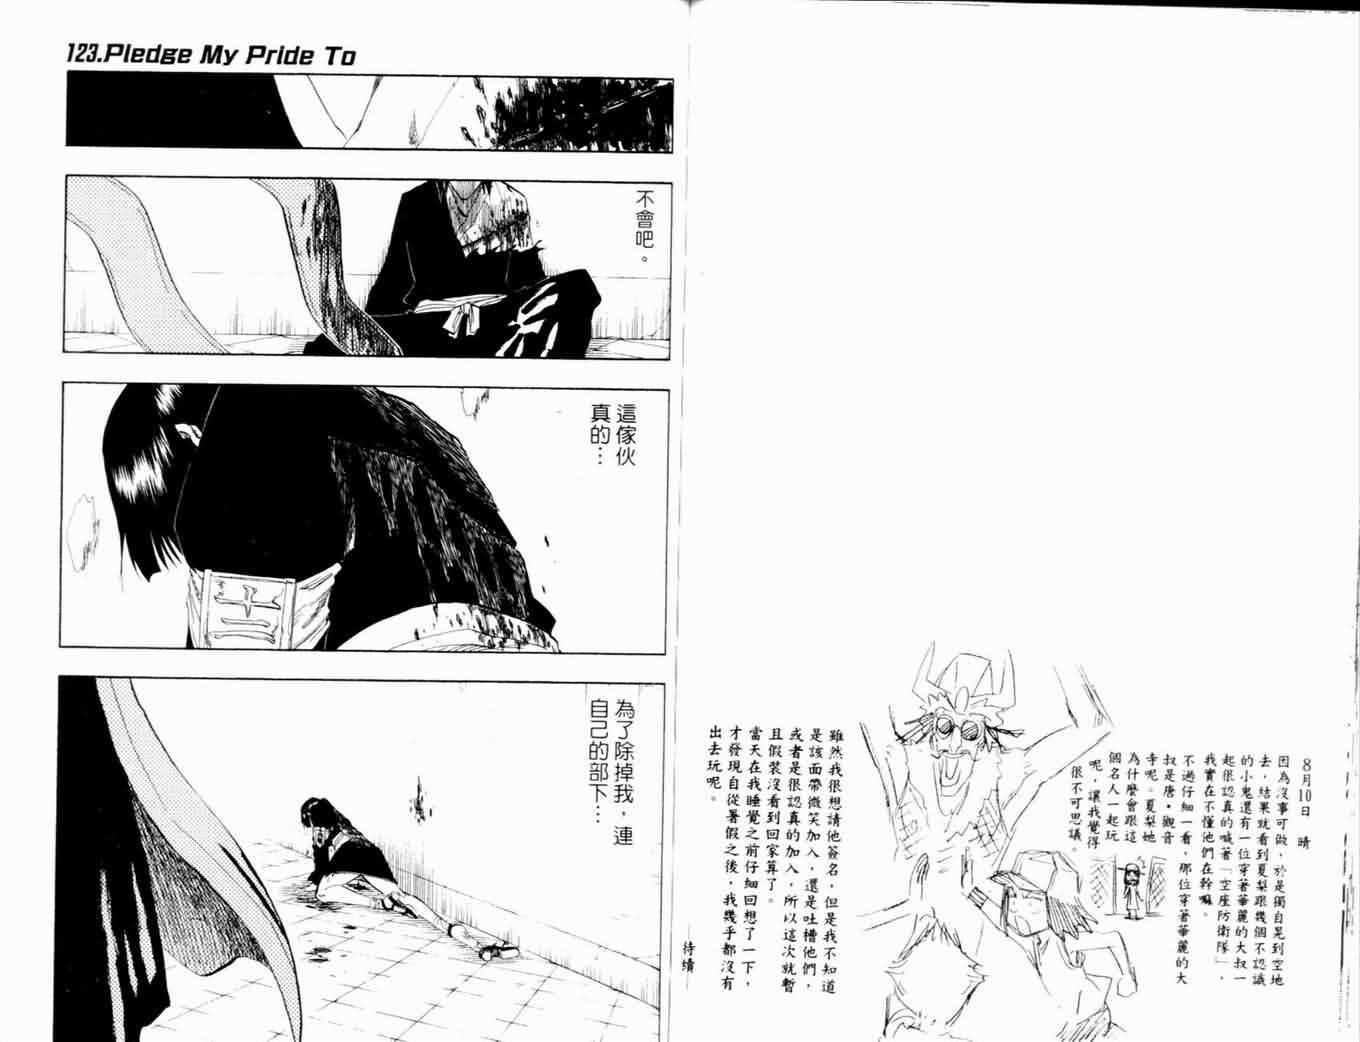 8月10日　晴
因為沒事可做，於是獨自晃到空地
去，結果就看到夏梨跟幾個不認識
的小鬼還有一位穿著華麗的大叔一
起很認真的喊著「空座防衛隊」，
我實在不懂他們在幹嘛。
不過仔細一看，那位穿著華麗的大
叔是唐•觀音
寺呢。夏梨她
為什麼會跟這
個名人一起玩
呢，讓我覺得
很不可思議。
雖然我很想請他簽名，但是我不知道
是該面帶微笑加入，還是吐槽他們，
或者是很認真的加入，所以這次就暫
且假裝沒看到回家算了。
當天在我睡覺之前仔細回想了一下，
才發現自從暑假之後，我幾乎都沒有
出去玩呢。
——待續——
123.Pledge My Pride To
不會吧。
這傢伙
真的…
十二
為了除掉我，連
自己的部下…